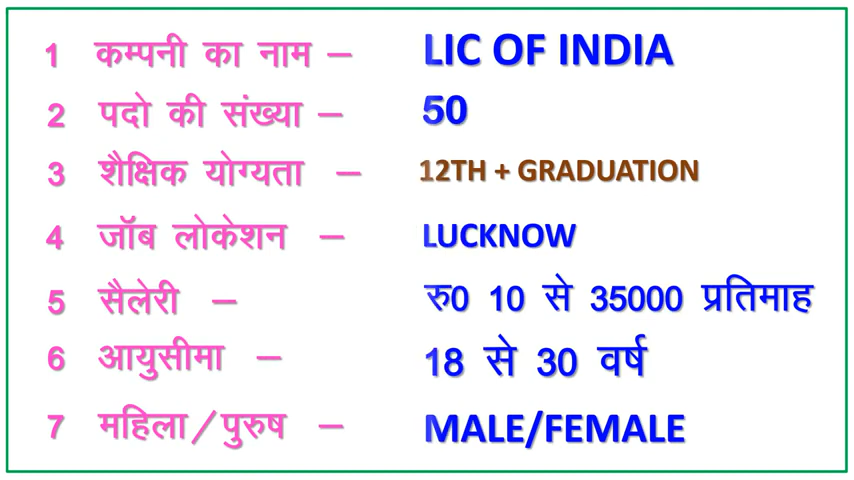 1 कम्पनी का नाम – LIC OF INDIA
2 पदो की संख्या – 50
3 शैक्षिक योग्यता – 12TH + GRADUATION
4 जॉब लोकेशन – LUCKNOW
5 सैलेरी – रु0 10 से 35000 प्रतिमाह
6 आयुसीमा – 18 से 30 वर्ष
7 महिला/पुरुष – MALE/FEMALE